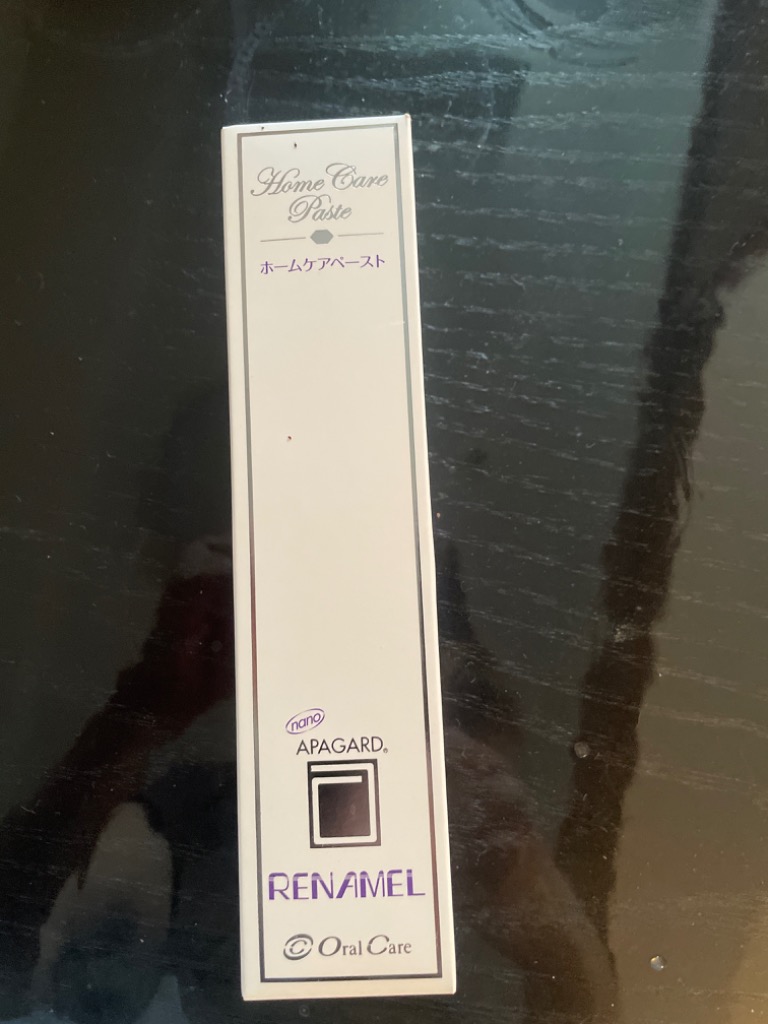 Home Care
Paste
ホームケアペースト
nano
APAGARD®
RENAMEL
Oral Care